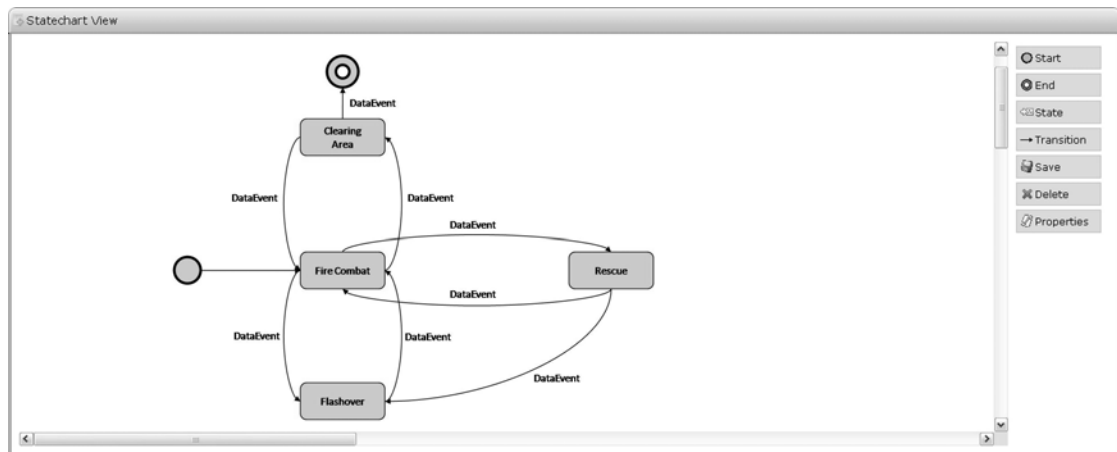 Statechart View
DataEvent
Clearing
Area
DataEvent
DataEvent
DataEvent
Fire Combat
Rescue
DataEvent
DataEvent
DataEvent
DataEvent
Flashover
Start
End
State
Transition
Save
Delete
Properties